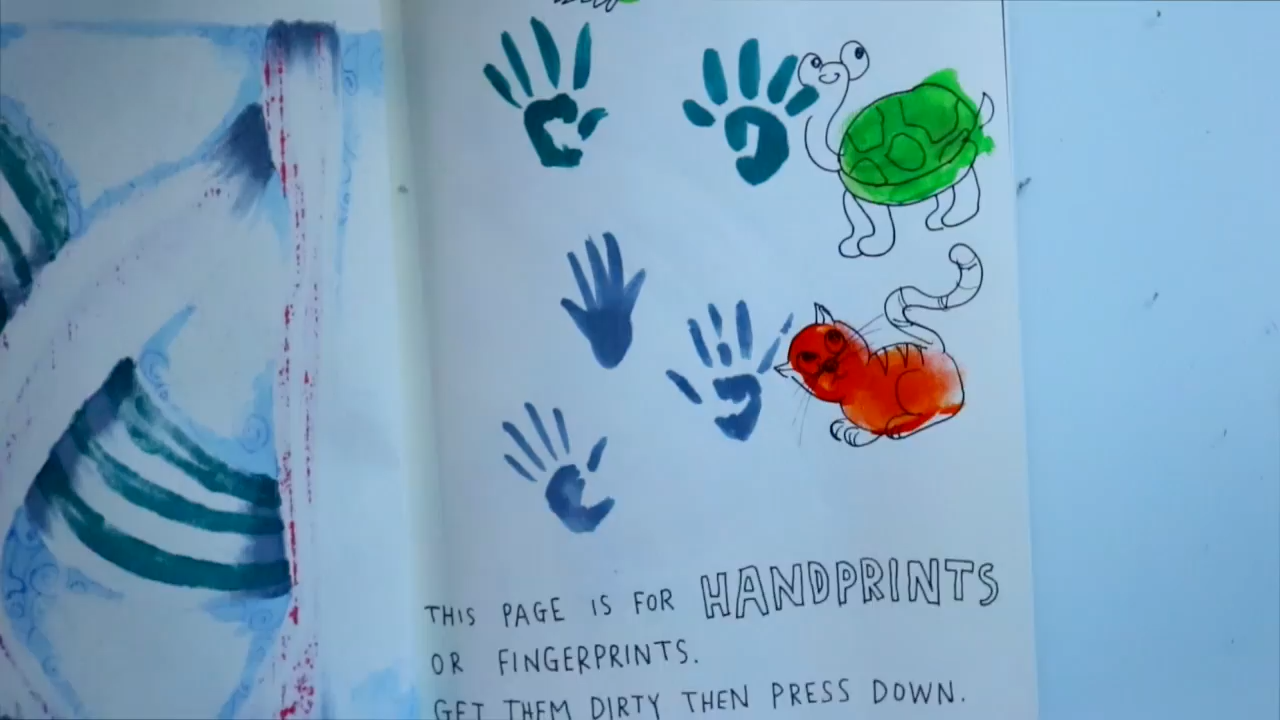 THIS PAGE IS FOR HANDPRINTS
OR FINGERPRINTS.
GET THEM DIRTY THEN PRESS DOWN.